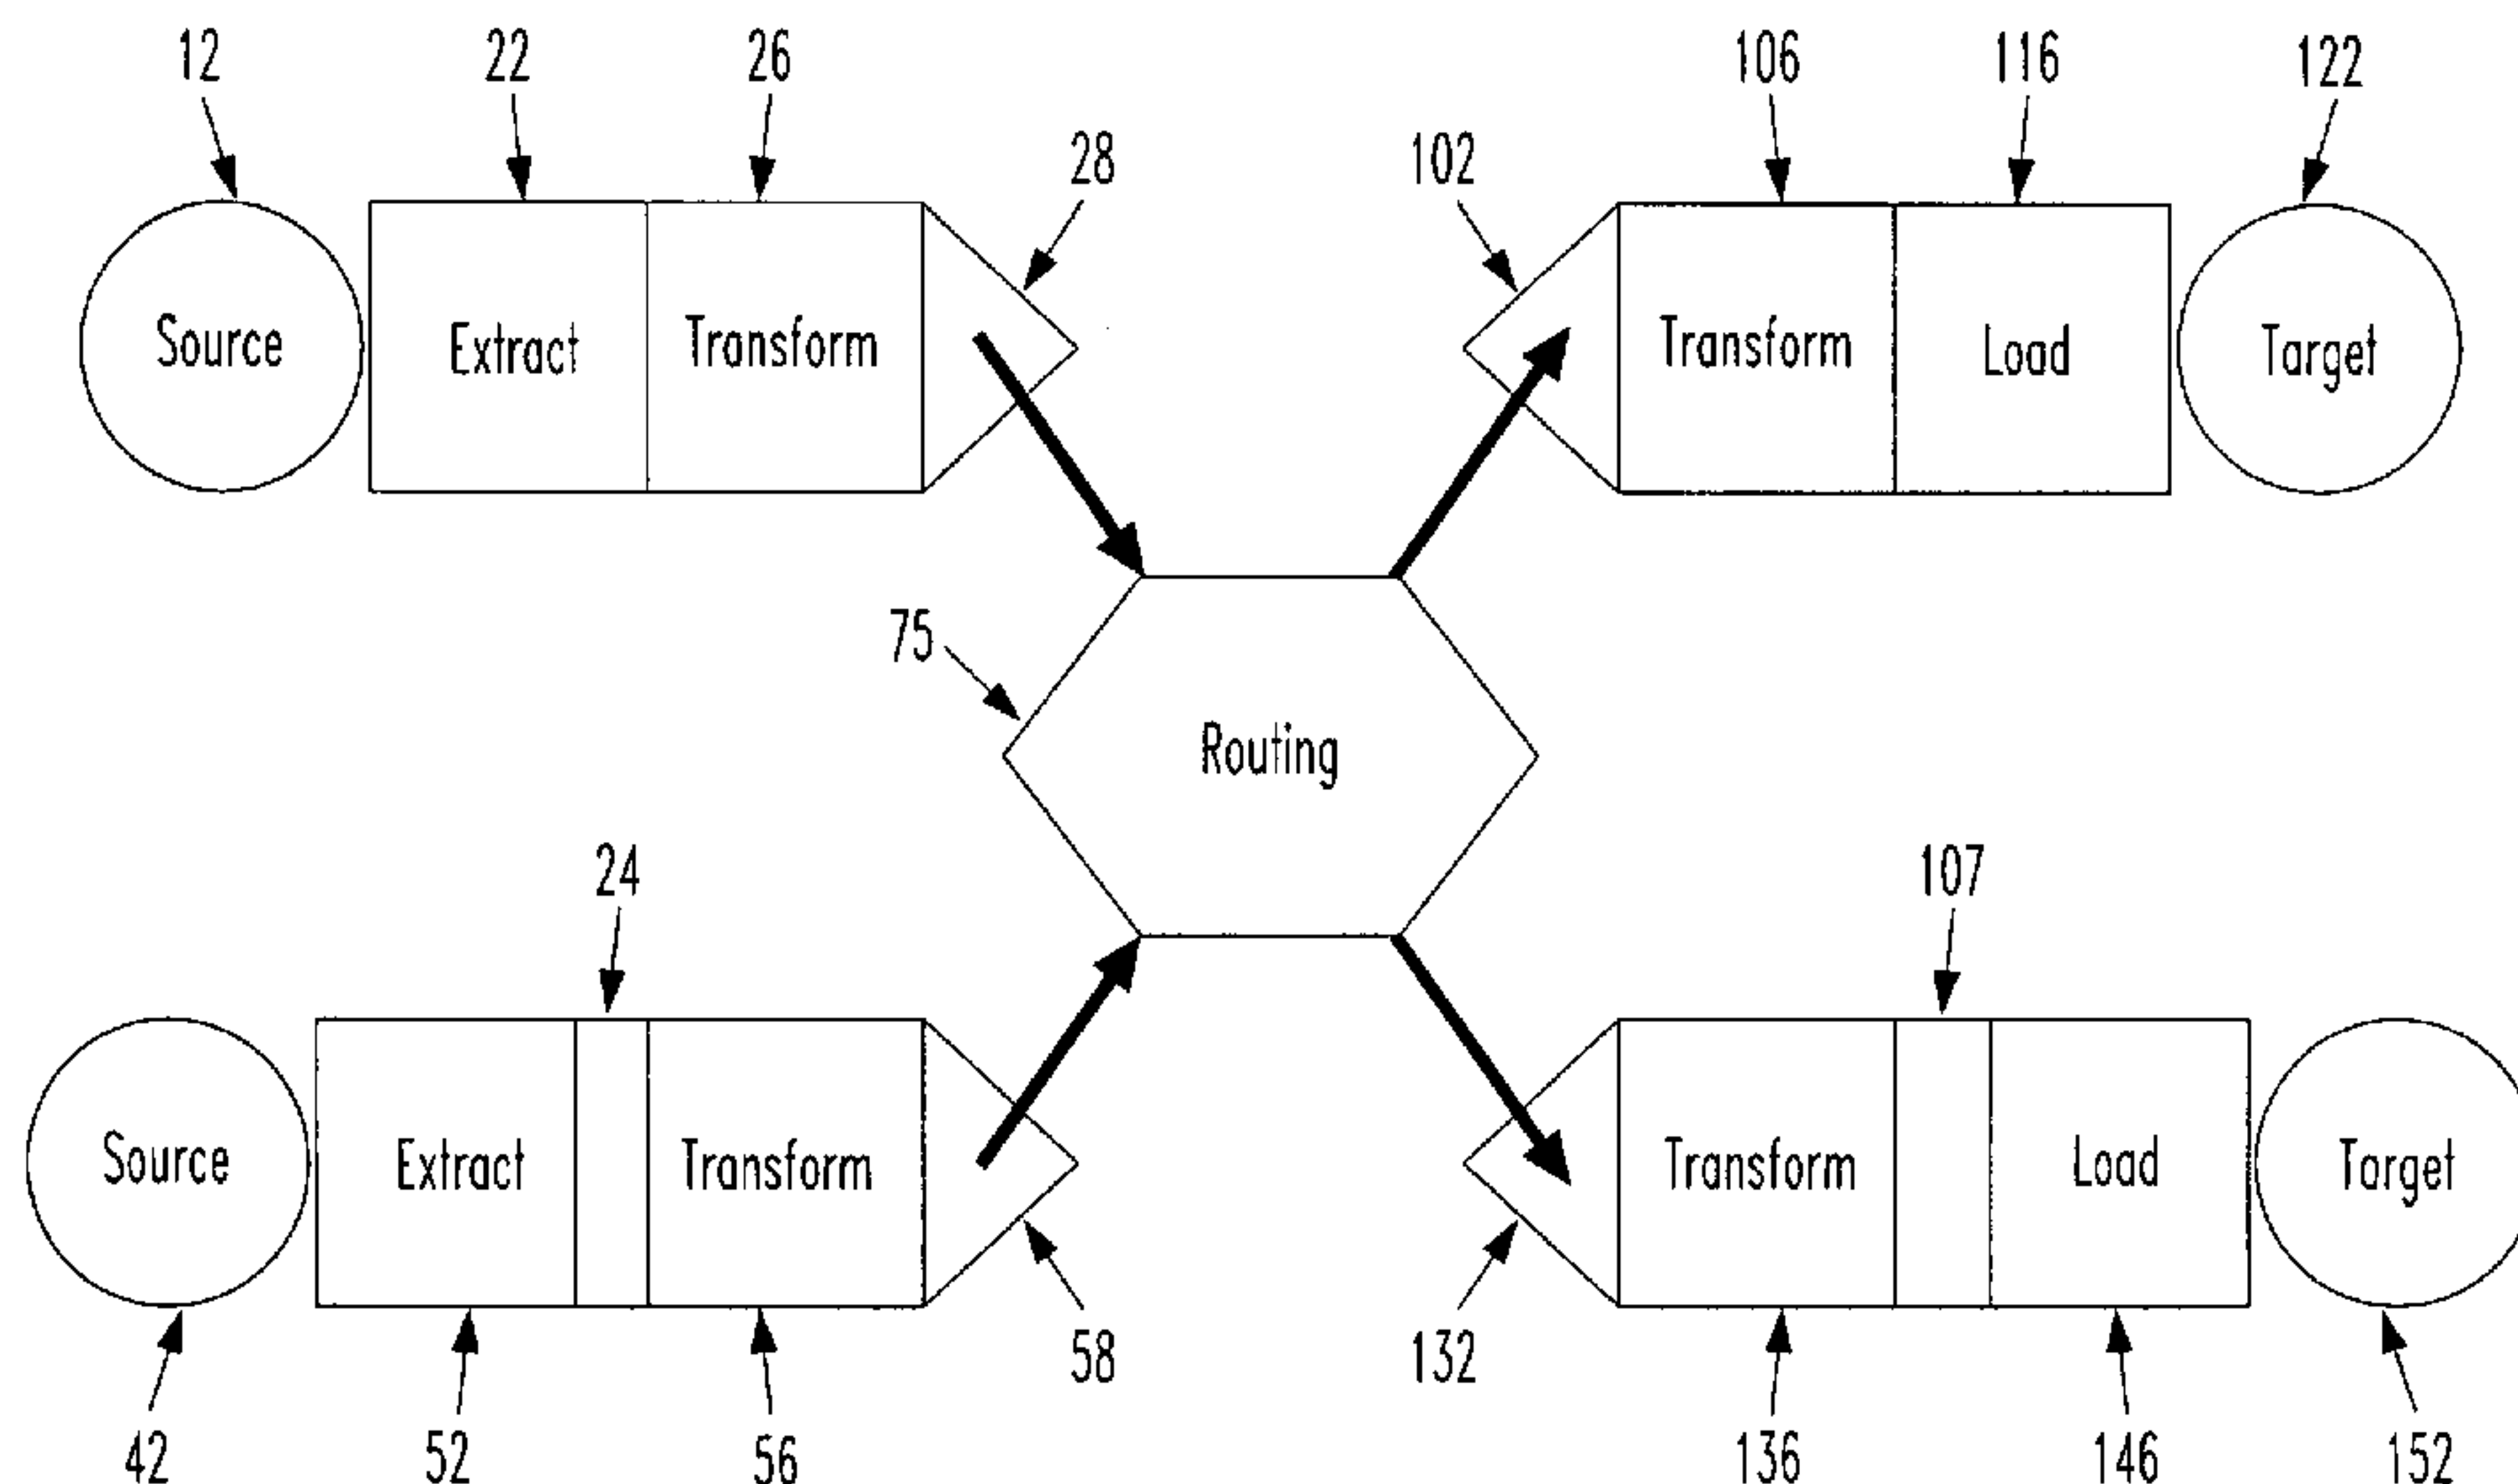 12 22 26 106 116 122
28 102
Source Extract Transform Transform Load Target
75
Routing
24 107
Source Extract Transform Transform Load Target
58 132
42 52 56 136 146 152